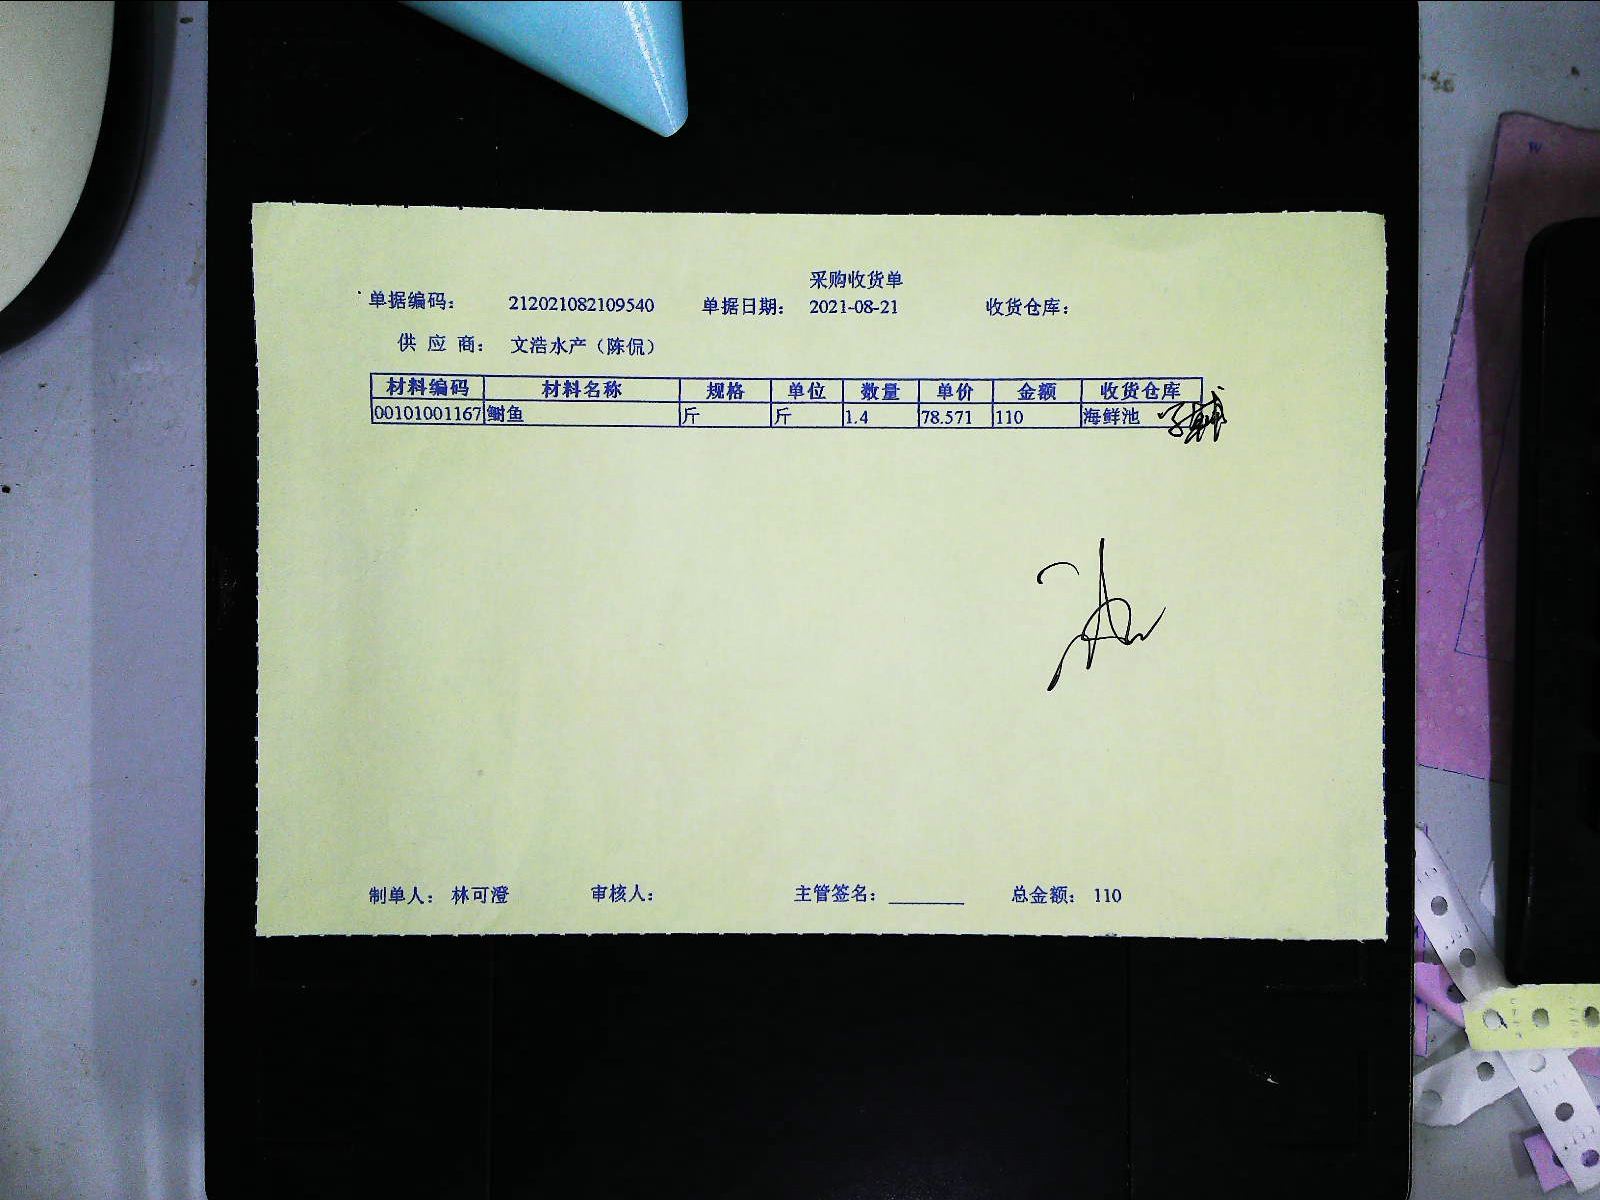 采购收货单
单据编码： 212021082109540 单据日期： 2021-08-21 收货仓库：
供 应 商： 文浩水产（陈侃）
材料编码 材料名称 规格 单位 数量 单价 金额 收货仓库
00101001167 鲥鱼 斤 斤 1.4 78.571 110 海鲜池
制单人： 林可澄 审核人： 主管签名： 总金额： 110